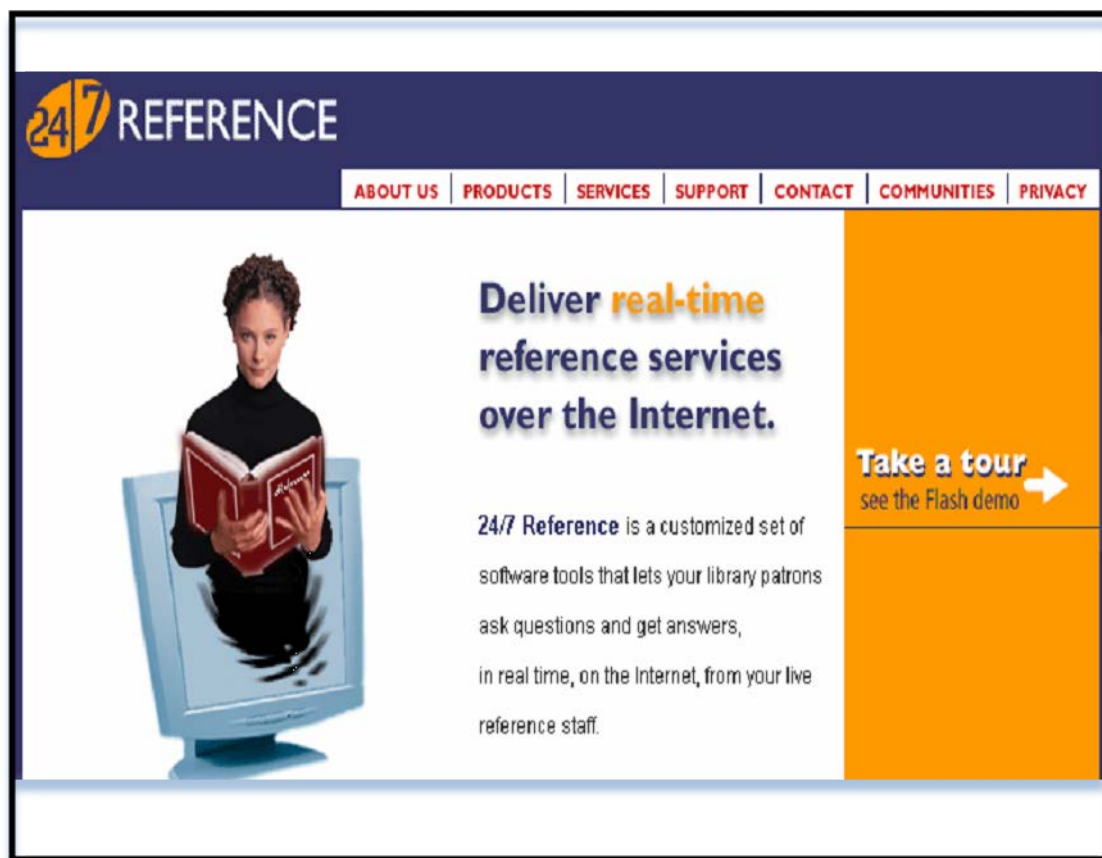 24/7 REFERENCE
ABOUT US | PRODUCTS | SERVICES | SUPPORT | CONTACT | COMMUNITIES | PRIVACY
Deliver real-time
reference services
over the Internet.
Take a tour
see the Flash demo
24/7 Reference is a customized set of
software tools that lets your library patrons
ask questions and get answers,
in real time, on the Internet, from your live
reference staff.
Reference